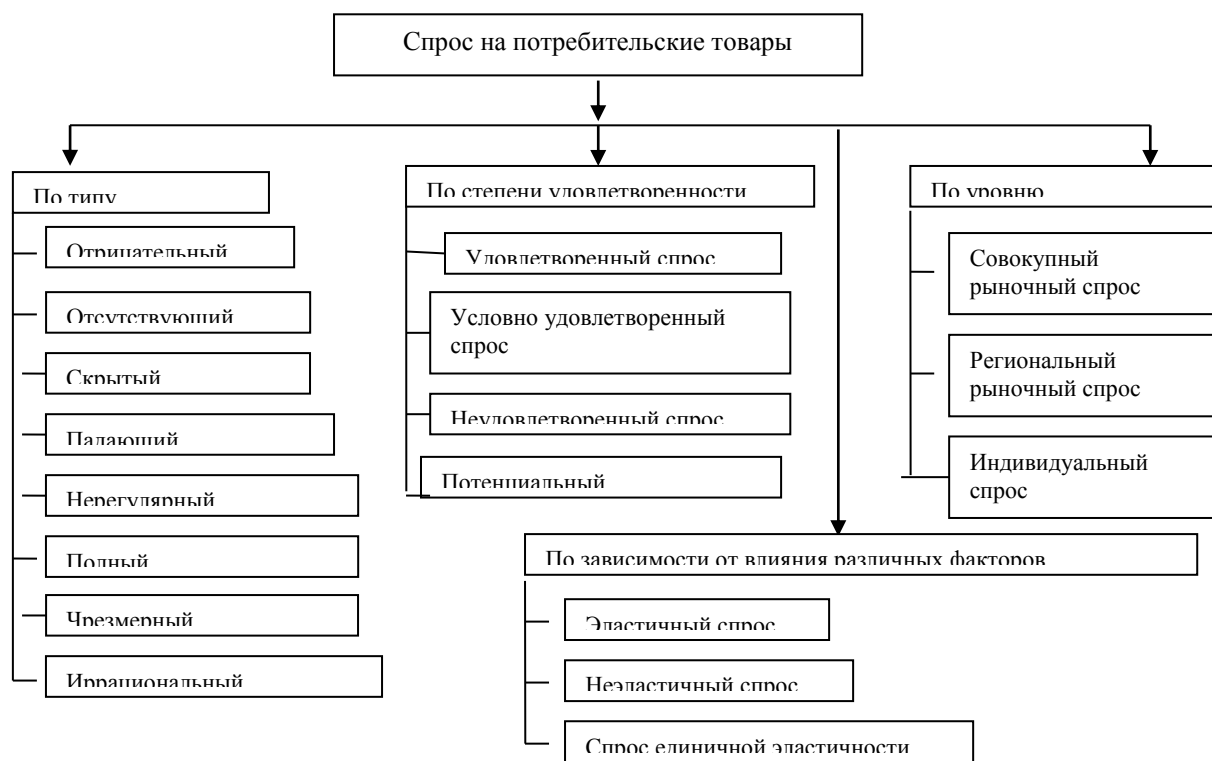 Спрос на потребительские товары
По типу
Отрицательный
Отсутствующий
Скрытый
Падающий
Нерегулярный
Полный
Чрезмерный
Иррациональный
По степени удовлетворенности
Удовлетворенный спрос
Условно удовлетворенный
спрос
Неудовлетворенный спрос
Потенциальный
По уровню
Совокупный
рыночный спрос
Региональный
рыночный спрос
Индивидуальный
спрос
По зависимости от влияния различных факторов
Эластичный спрос
Неэластичный спрос
Спрос единичной эластичности